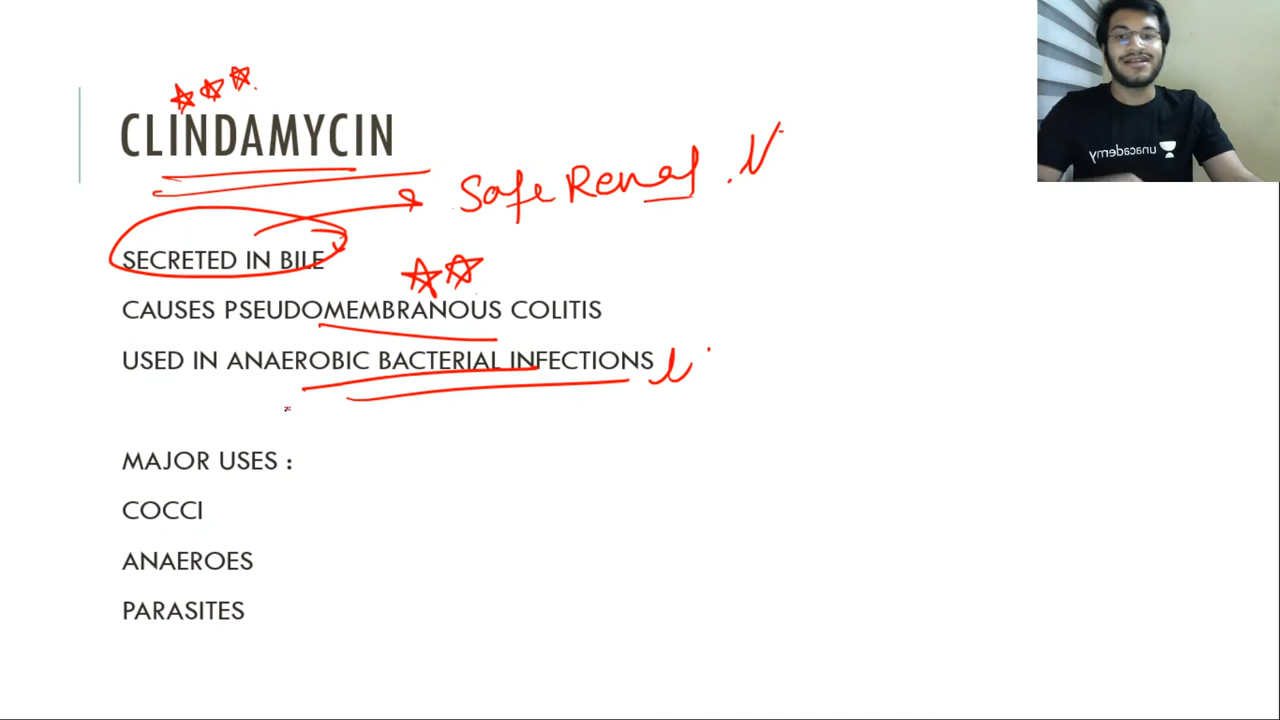 CLINDAMYCIN
Safe Renal
SECRETED IN BILE
CAUSES PSEUDOMEMBRANOUS COLITIS
USED IN ANAEROBIC BACTERIAL INFECTIONS
MAJOR USES :
COCCI
ANAEROES
PARASITES
unacademy